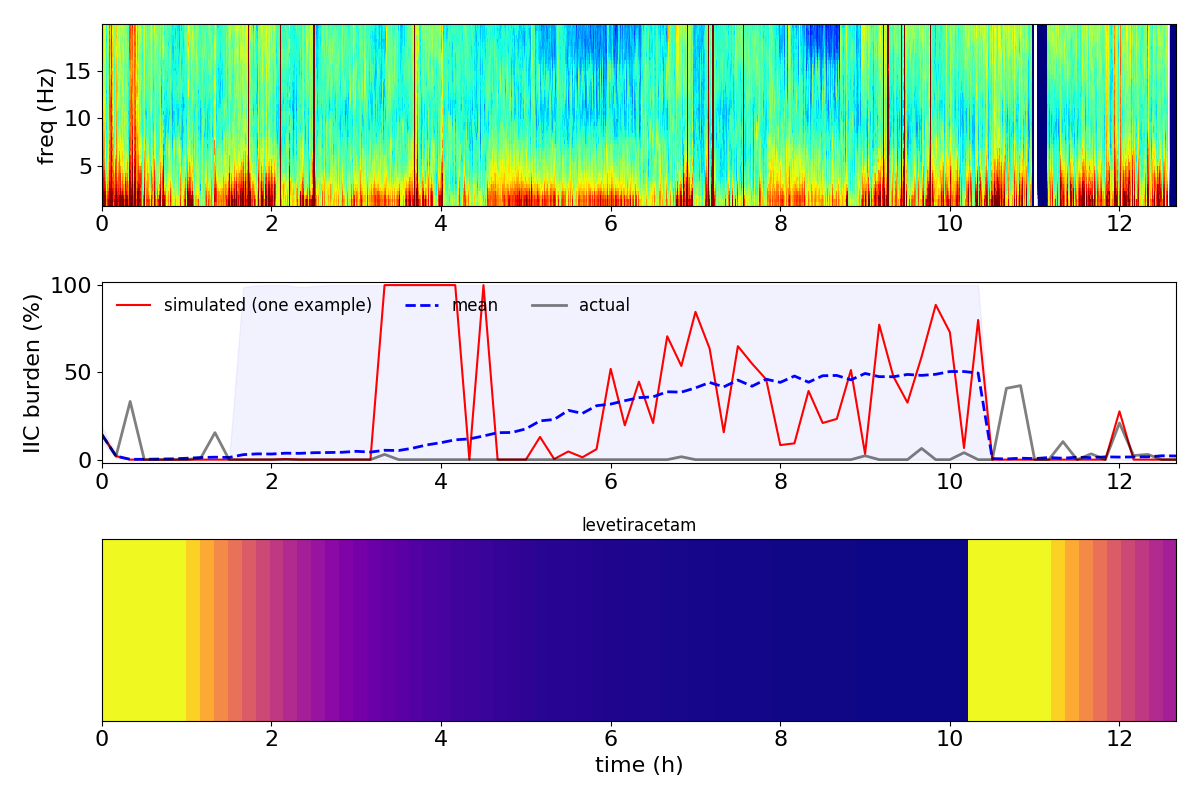 freq (Hz)
15
10
5
0 2 4 6 8 10 12
IIC burden (%)
100
50
0
simulated (one example) mean actual
0 2 4 6 8 10 12
levetiracetam
0 2 4 6 8 10 12
time (h)